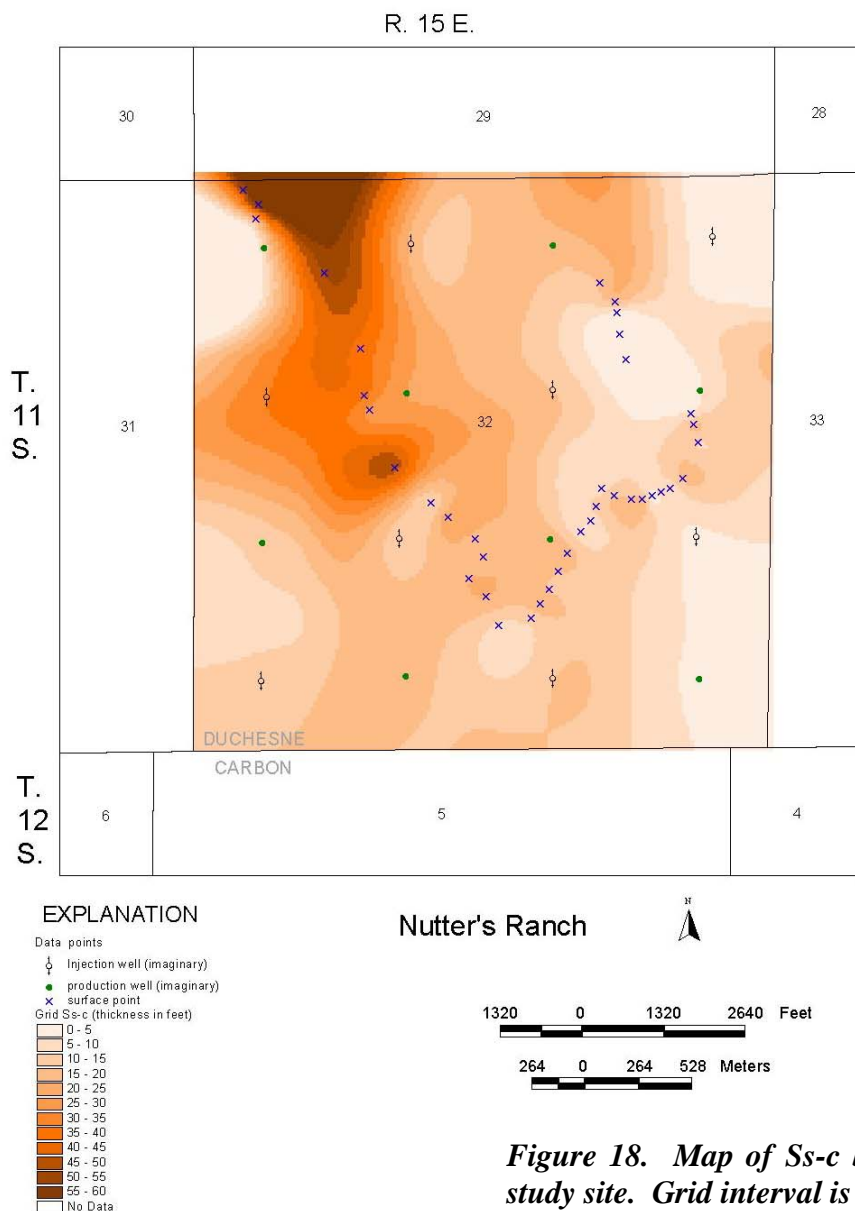 R. 15 E.
30
29
28
T.
11
S.
31
32
33
DUCHESNE
CARBON
T.
12
S.
6
5
4
EXPLANATION
Data points
Injection well (imaginary)
production well (imaginary)
surface point
Grid Ss-c (thickness in feet)
0 - 5
5 - 10
10 - 15
15 - 20
20 - 25
25 - 30
30 - 35
35 - 40
40 - 45
45 - 50
50 - 55
55 - 60
No Data
Nutter's Ranch
N
1320 0 1320 2640 Feet
264 0 264 528 Meters
Figure 18. Map of Ss-c
study site. Grid interval is